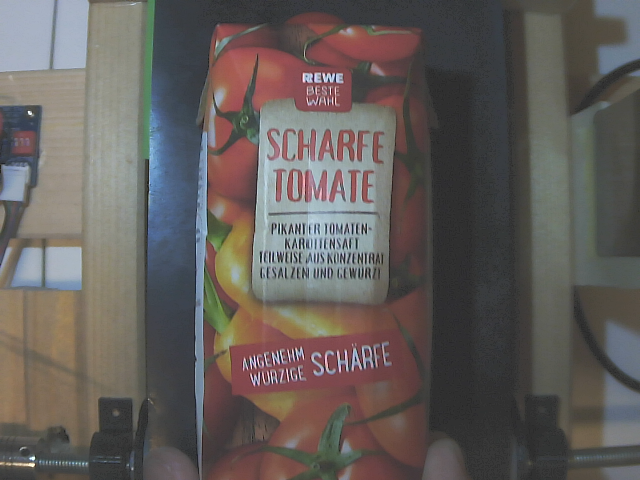 REWE
BESTE
WAHL
SCHARFE
TOMATE
PIKANTER TOMATEN-
KAROTTENSAFT
TEILWEISE AUS KONZENTRAT
GESALZEN UND GEWÜRZT
ANGENEHM
WÜRZIGE SCHÄRFE